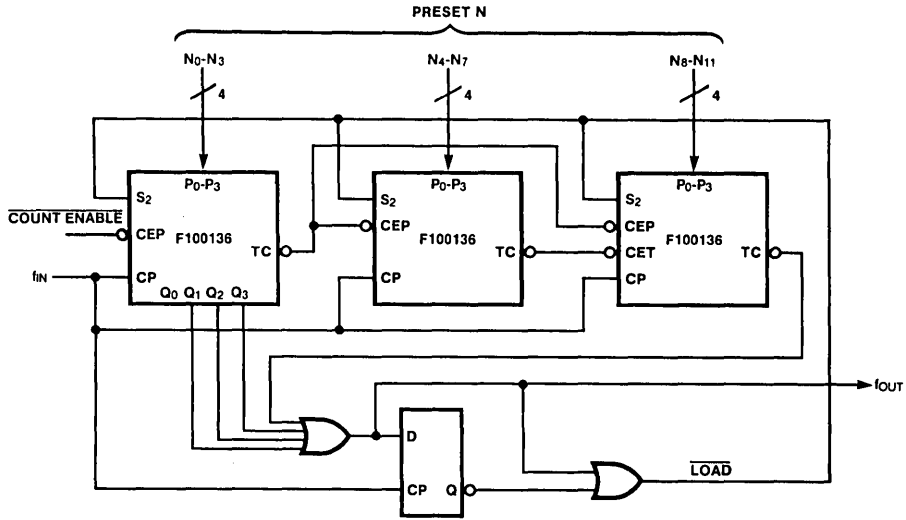 PRESET N
N0-N3 N4-N7 N8-N11
4 4 4
P0-P3 P0-P3 P0-P3
S2 S2 S2
COUNT ENABLE
CEP CEP CEP
F100136 F100136 F100136
TC TC CET TC
fIN CP CP CP
Q0 Q1 Q2 Q3
fOUT
D
LOAD
CP Q